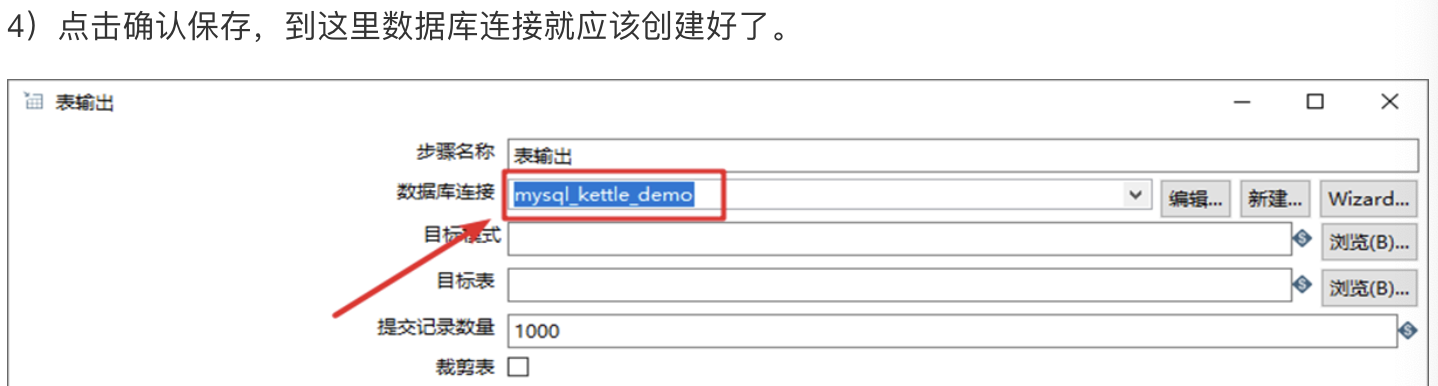 4）点击确认保存，到这里数据库连接就应该创建好了。
表输出
步骤名称 表输出
数据库连接 mysql_kettle_demo 编辑... 新建... Wizard...
目标模式 浏览(B)...
目标表 浏览(B)...
提交记录数量 1000
裁剪表